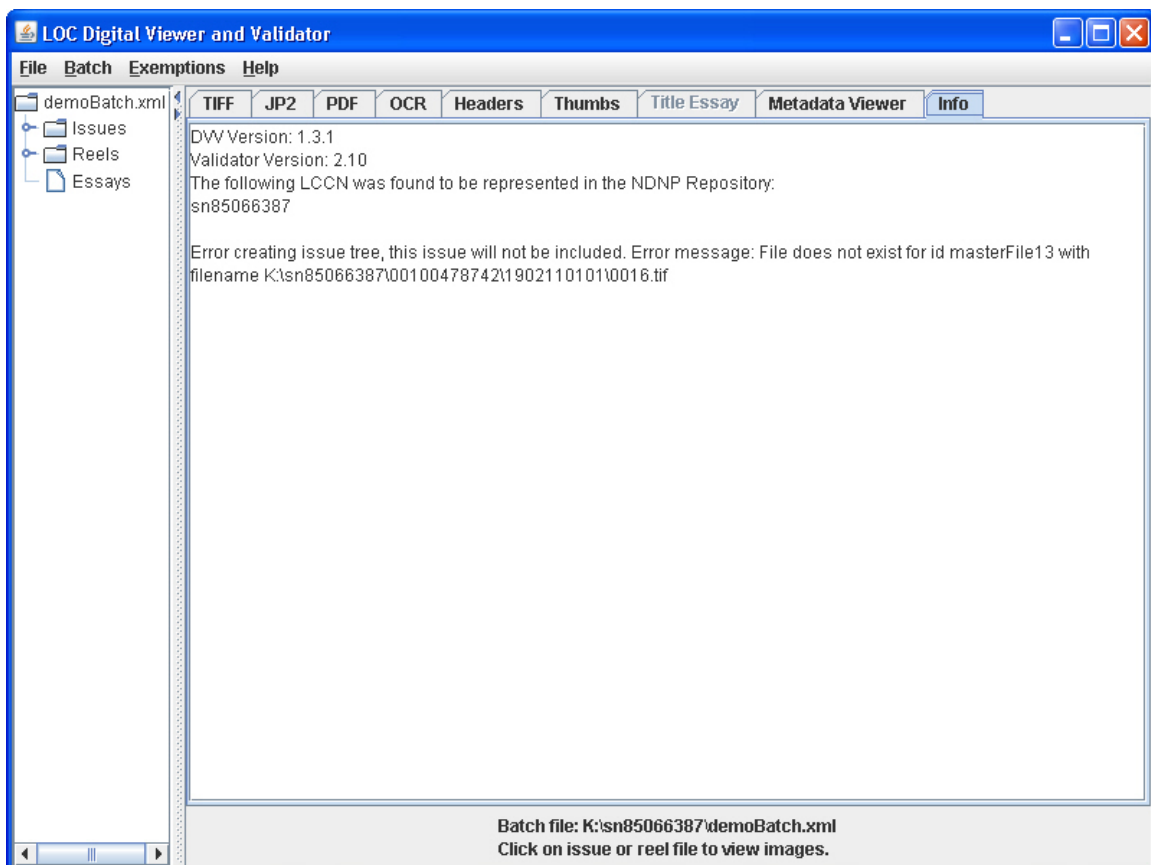 LOC Digital Viewer and Validator
File Batch Exemptions Help
demoBatch.xml
Issues
Reels
Essays
TIFF JP2 PDF OCR Headers Thumbs Title Essay Metadata Viewer Info
DVV Version: 1.3.1
Validator Version: 2.10
The following LCCN was found to be represented in the NDNP Repository:
sn85066387
Error creating issue tree, this issue will not be included. Error message: File does not exist for id masterFile13 with
filename K:\sn85066387\00100478742\1902110101\0016.tif
Batch file: K:\sn85066387\demoBatch.xml
Click on issue or reel file to view images.